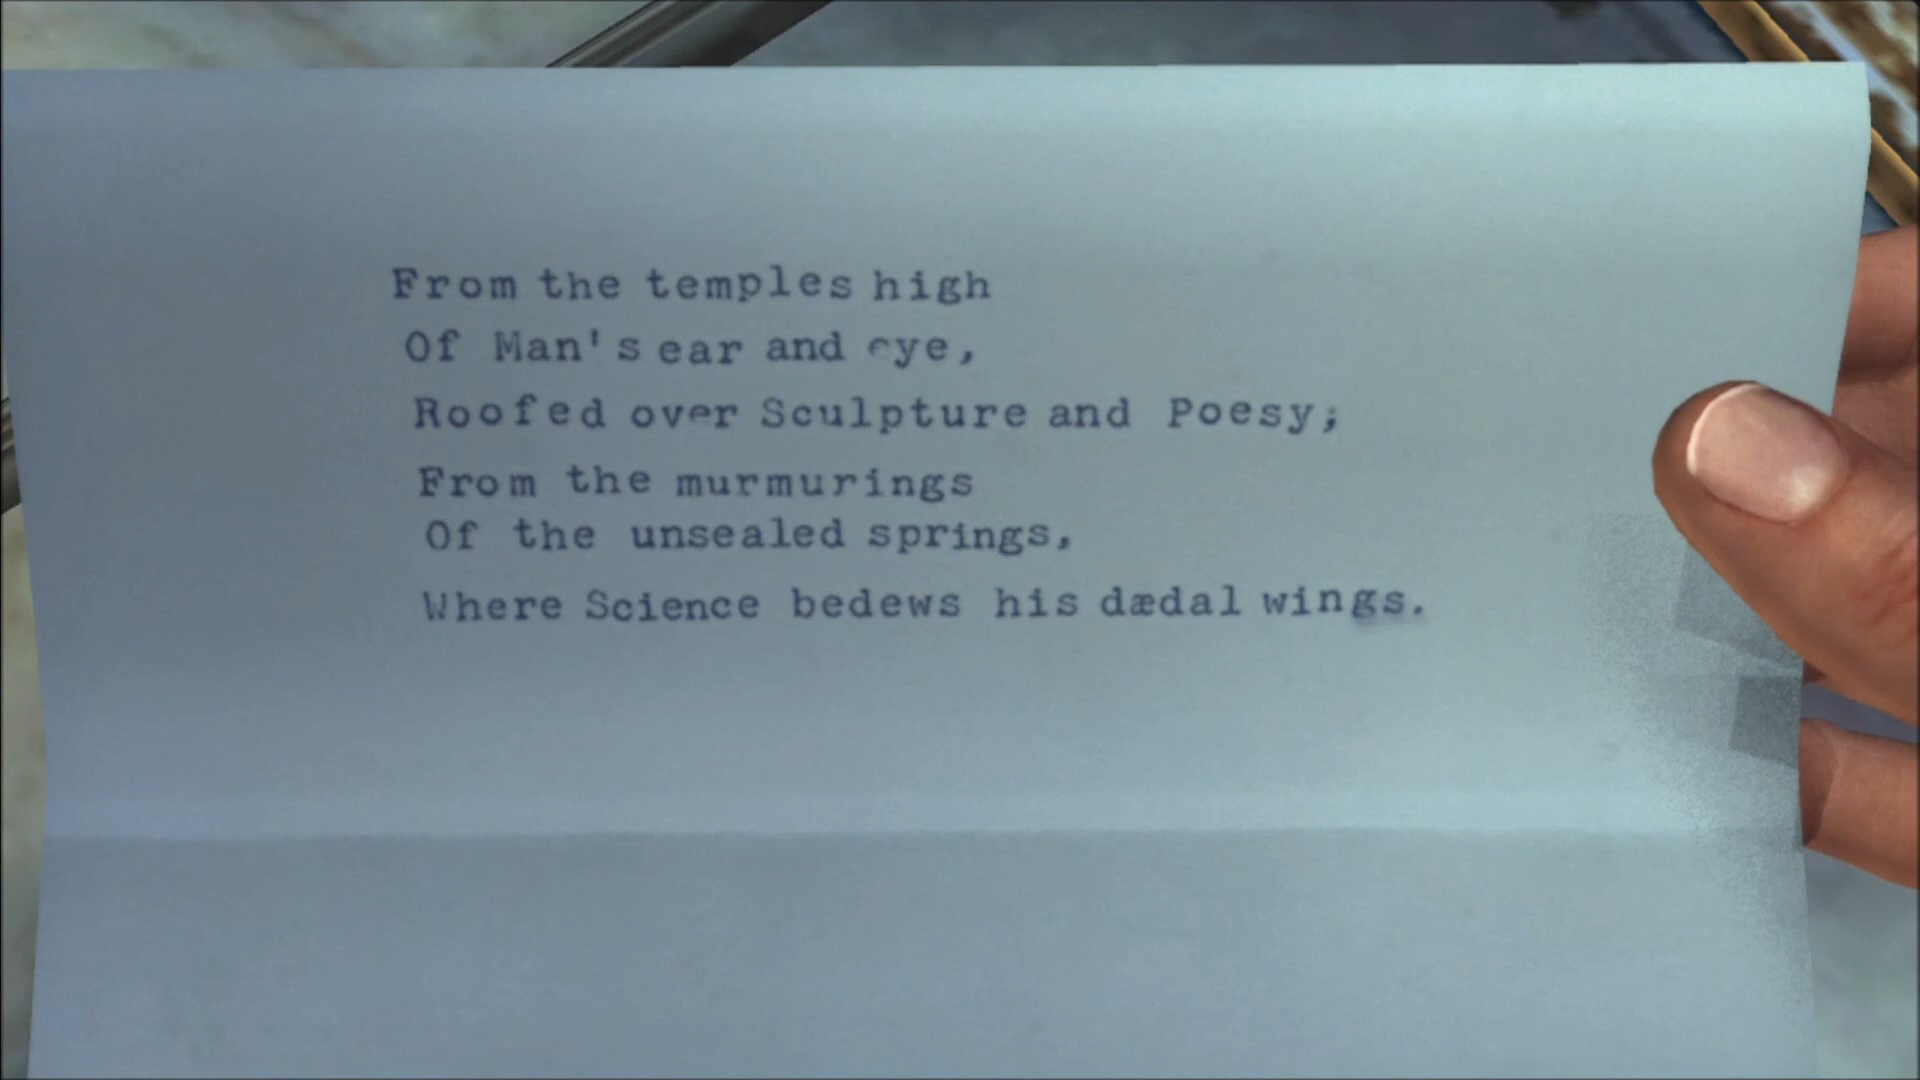 From the temples high
Of Man's ear and eye,
Roofed over Sculpture and Poesy;
From the murmurings
Of the unsealed springs,
Where Science bedews his dædal wings.